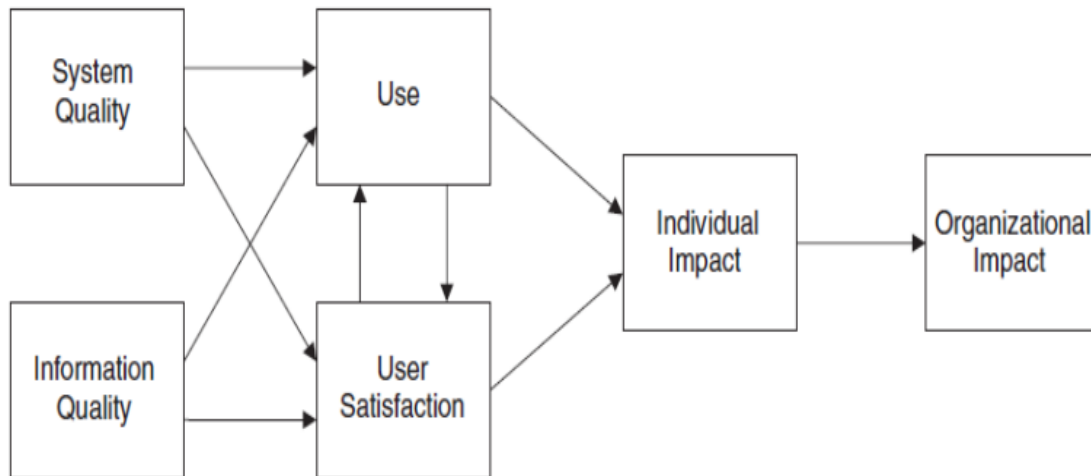 System
Quality
Use
Individual
Impact
Organizational
Impact
Information
Quality
User
Satisfaction